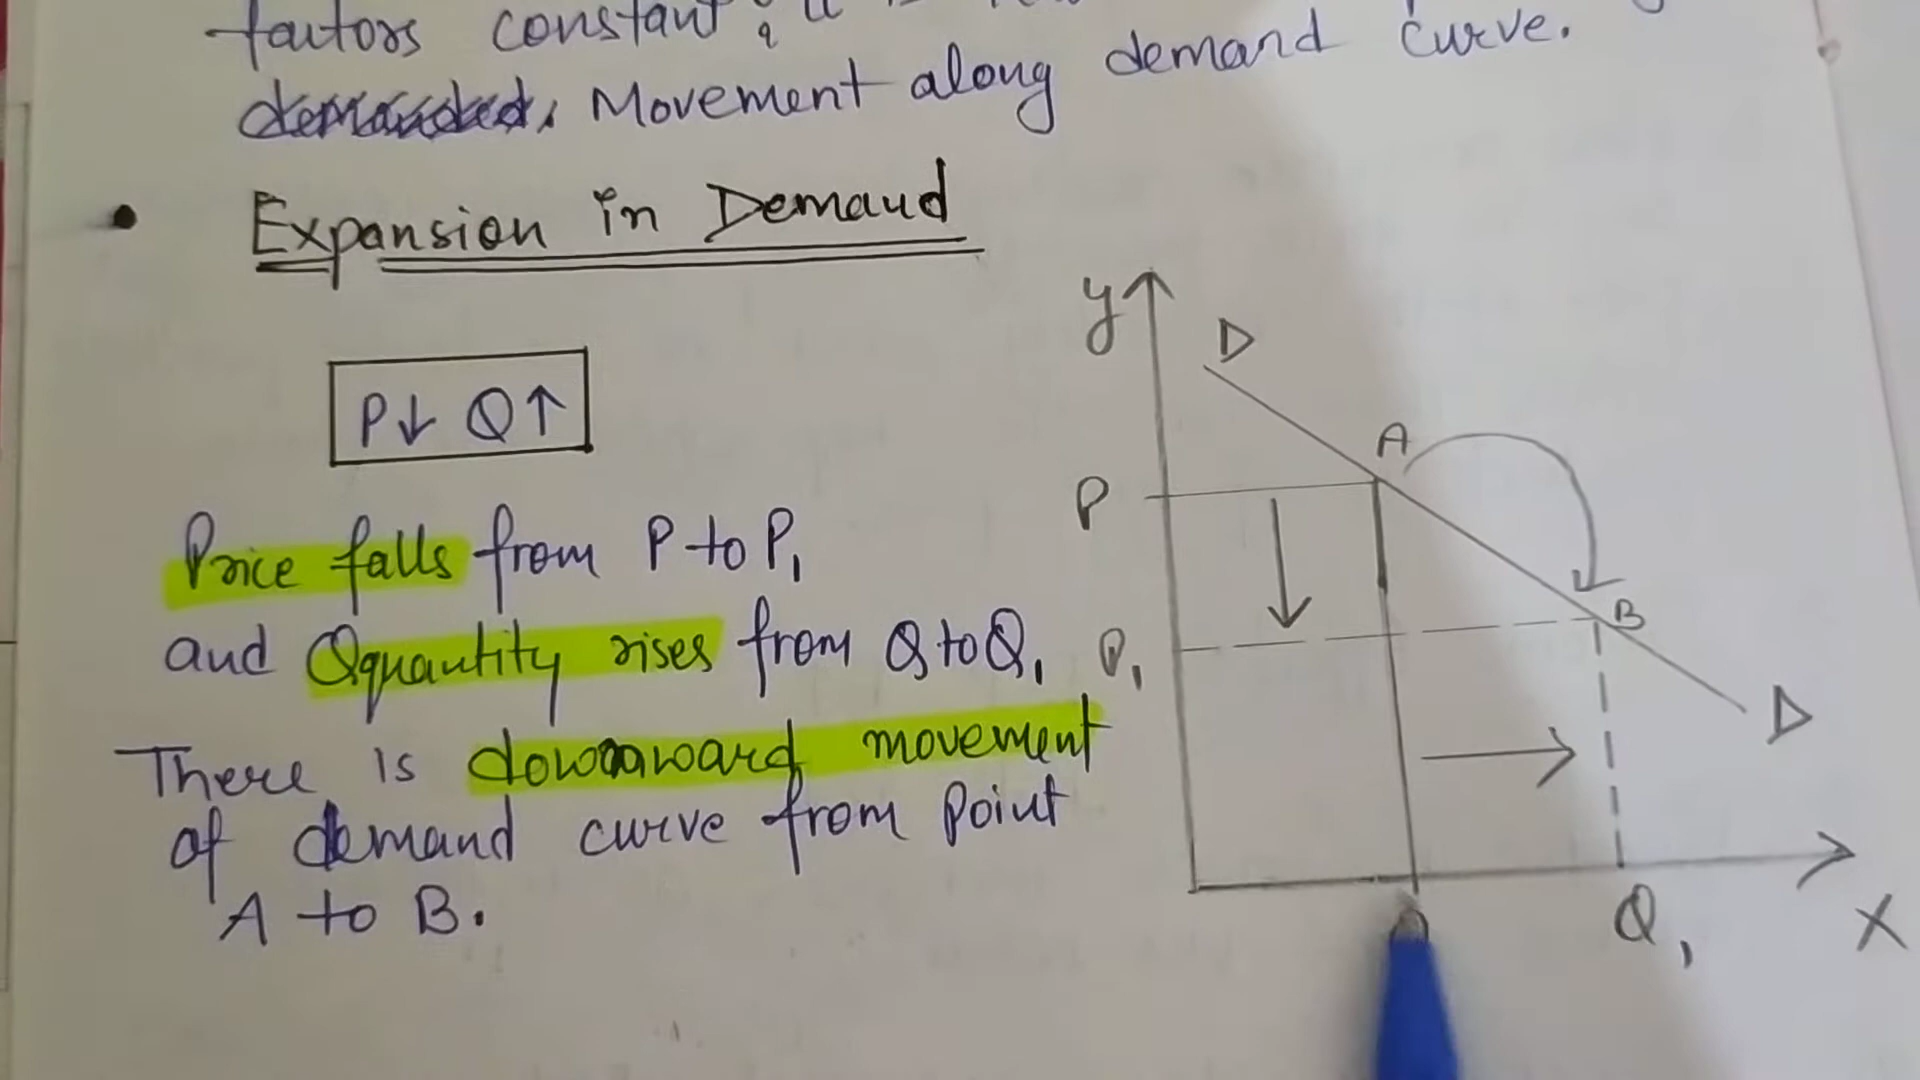 factors constant,
Movement along demand curve.
• Expansion in Demand
P↓ Q↑
Price falls from P to P₁
and Qquantity rises from Q to Q₁
There is downward movement
of demand curve from Point
A to B.
y
D
A
P
B
P₁
D
Q₁
X